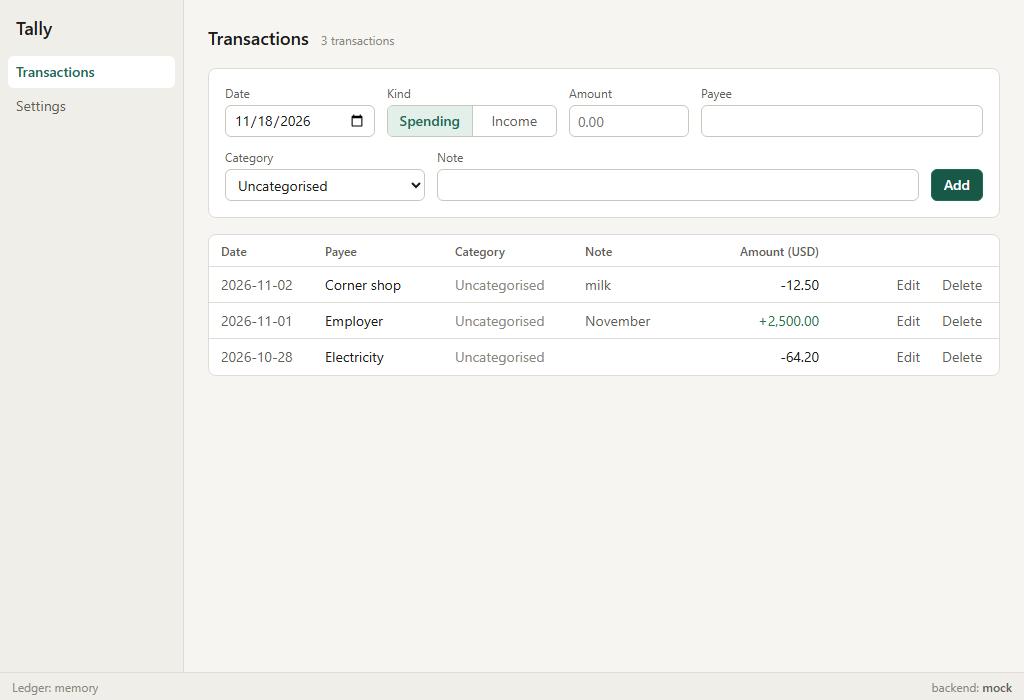 Tally
Transactions
Settings
Transactions 3 transactions
Date Kind Amount Payee
11/18/2026 Spending Income 0.00
Category Note
Uncategorised Add
Date Payee Category Note Amount (USD)
2026-11-02 Corner shop Uncategorised milk -12.50 Edit Delete
2026-11-01 Employer Uncategorised November +2,500.00 Edit Delete
2026-10-28 Electricity Uncategorised -64.20 Edit Delete
Ledger: memory backend: mock